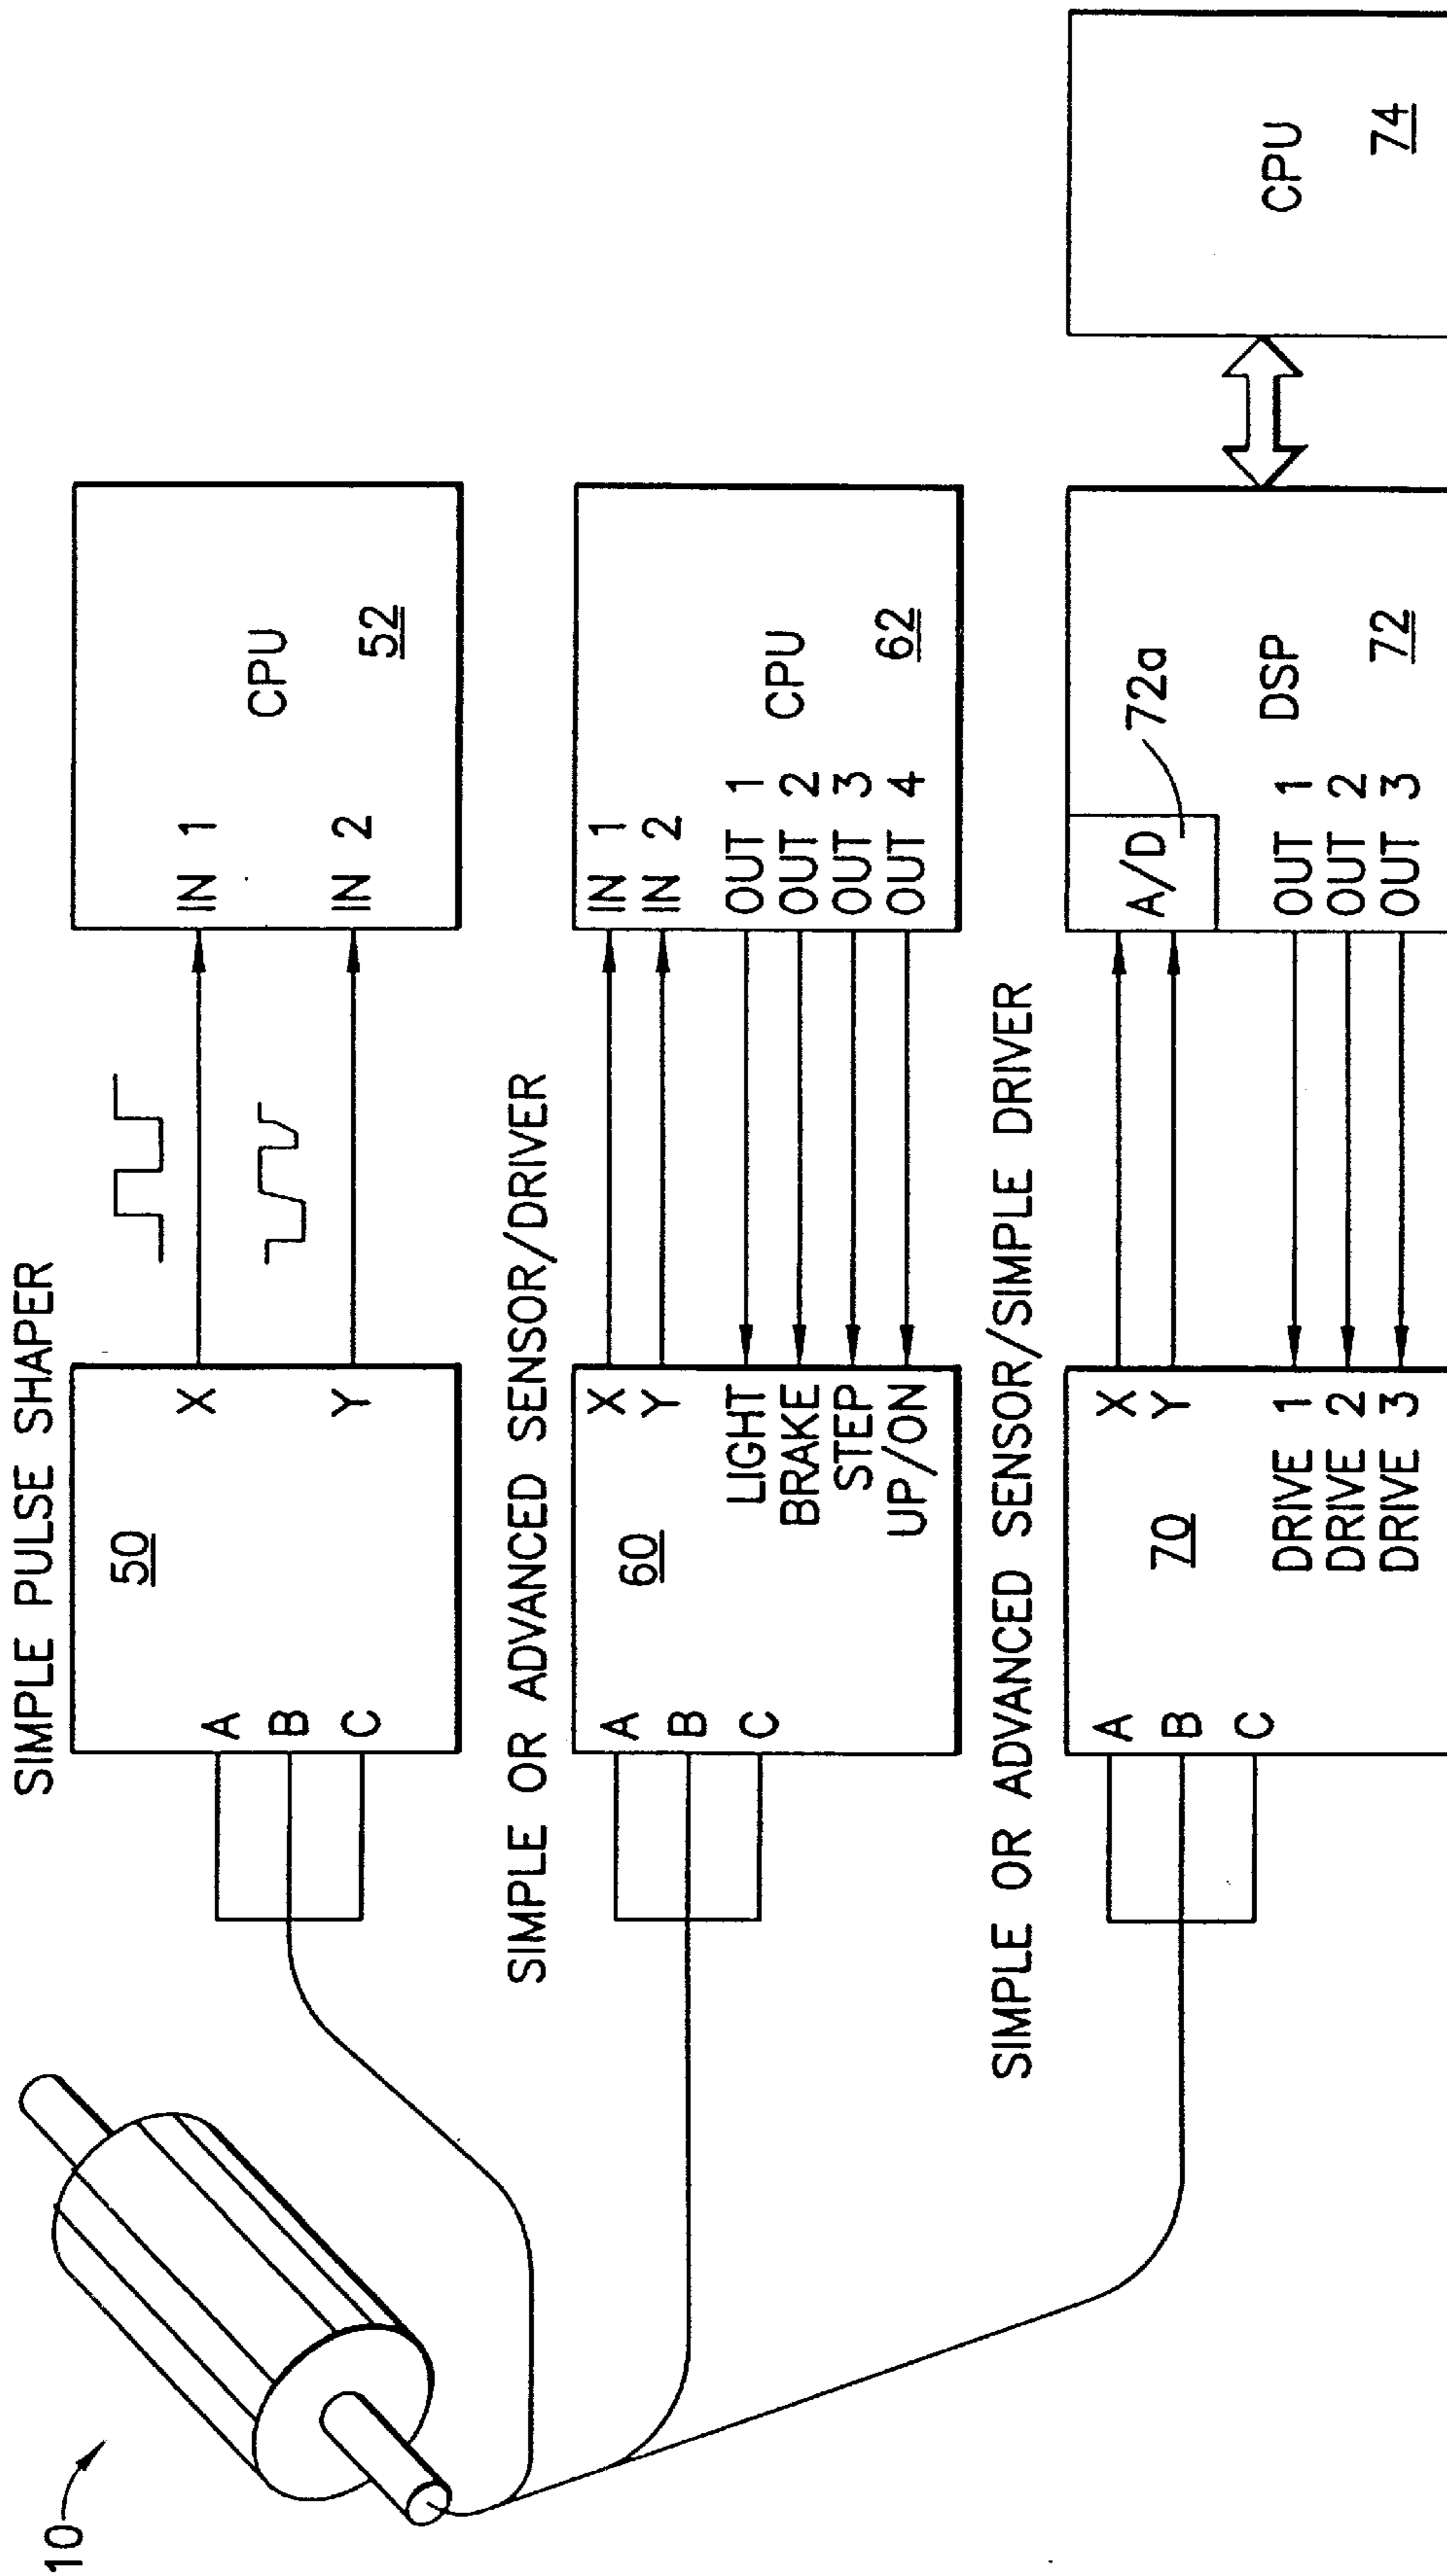 10
SIMPLE PULSE SHAPER
50
A
B
C
X
Y
IN 1
IN 2
CPU
52
SIMPLE OR ADVANCED SENSOR/DRIVER
60
A
B
C
X
Y
LIGHT
BRAKE
STEP
UP/ON
IN 1
IN 2
OUT 1
OUT 2
OUT 3
OUT 4
CPU
62
SIMPLE OR ADVANCED SENSOR/SIMPLE DRIVER
70
A
B
C
X
Y
DRIVE 1
DRIVE 2
DRIVE 3
A/D
72a
OUT 1
OUT 2
OUT 3
DSP
72
CPU
74